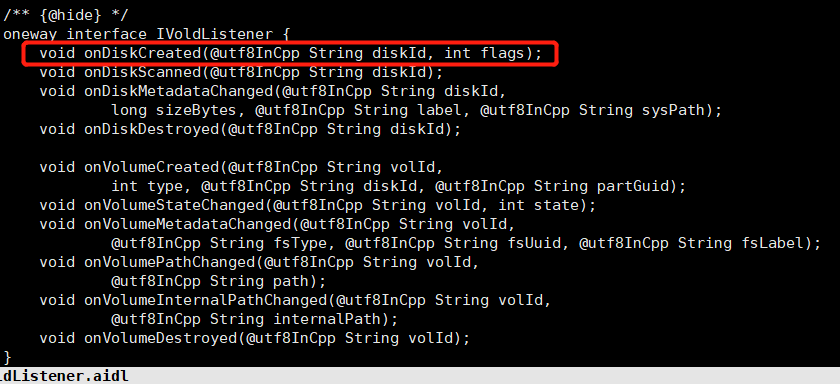 /** {@hide} */
oneway interface IVoldListener {
    void onDiskCreated(@utf8InCpp String diskId, int flags);
    void onDiskScanned(@utf8InCpp String diskId);
    void onDiskMetadataChanged(@utf8InCpp String diskId,
            long sizeBytes, @utf8InCpp String label, @utf8InCpp String sysPath);
    void onDiskDestroyed(@utf8InCpp String diskId);

    void onVolumeCreated(@utf8InCpp String volId,
            int type, @utf8InCpp String diskId, @utf8InCpp String partGuid);
    void onVolumeStateChanged(@utf8InCpp String volId, int state);
    void onVolumeMetadataChanged(@utf8InCpp String volId,
            @utf8InCpp String fsType, @utf8InCpp String fsUuid, @utf8InCpp String fsLabel);
    void onVolumePathChanged(@utf8InCpp String volId,
            @utf8InCpp String path);
    void onVolumeInternalPathChanged(@utf8InCpp String volId,
            @utf8InCpp String internalPath);
    void onVolumeDestroyed(@utf8InCpp String volId);
}
ldListener.aidl